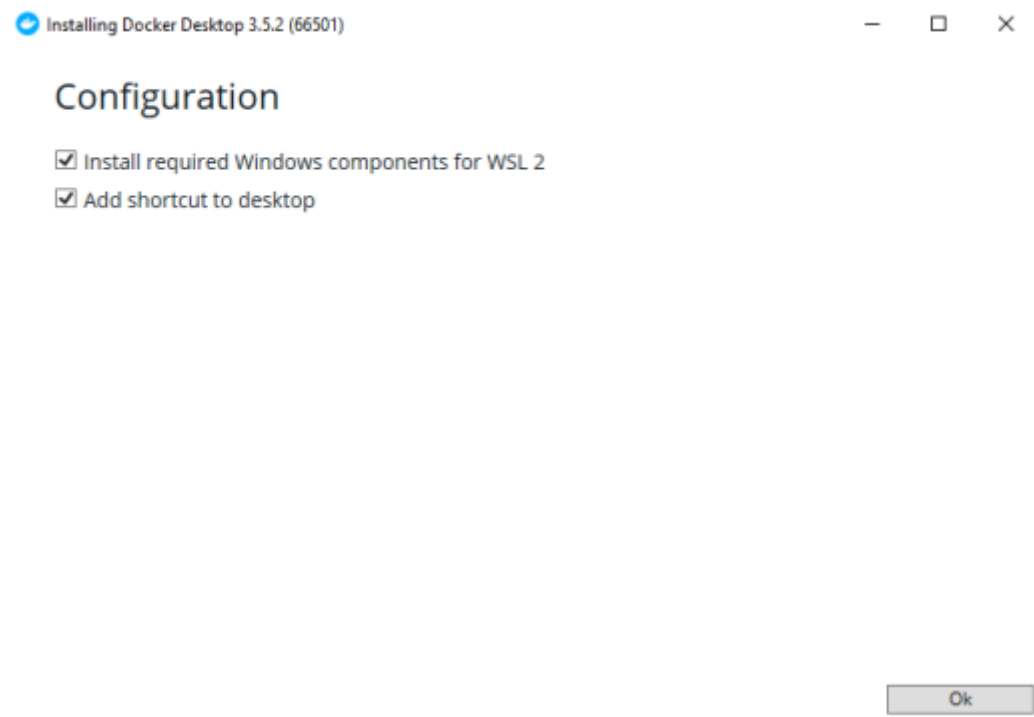 Installing Docker Desktop 3.5.2 (66501)
Configuration
Install required Windows components for WSL 2
Add shortcut to desktop
Ok